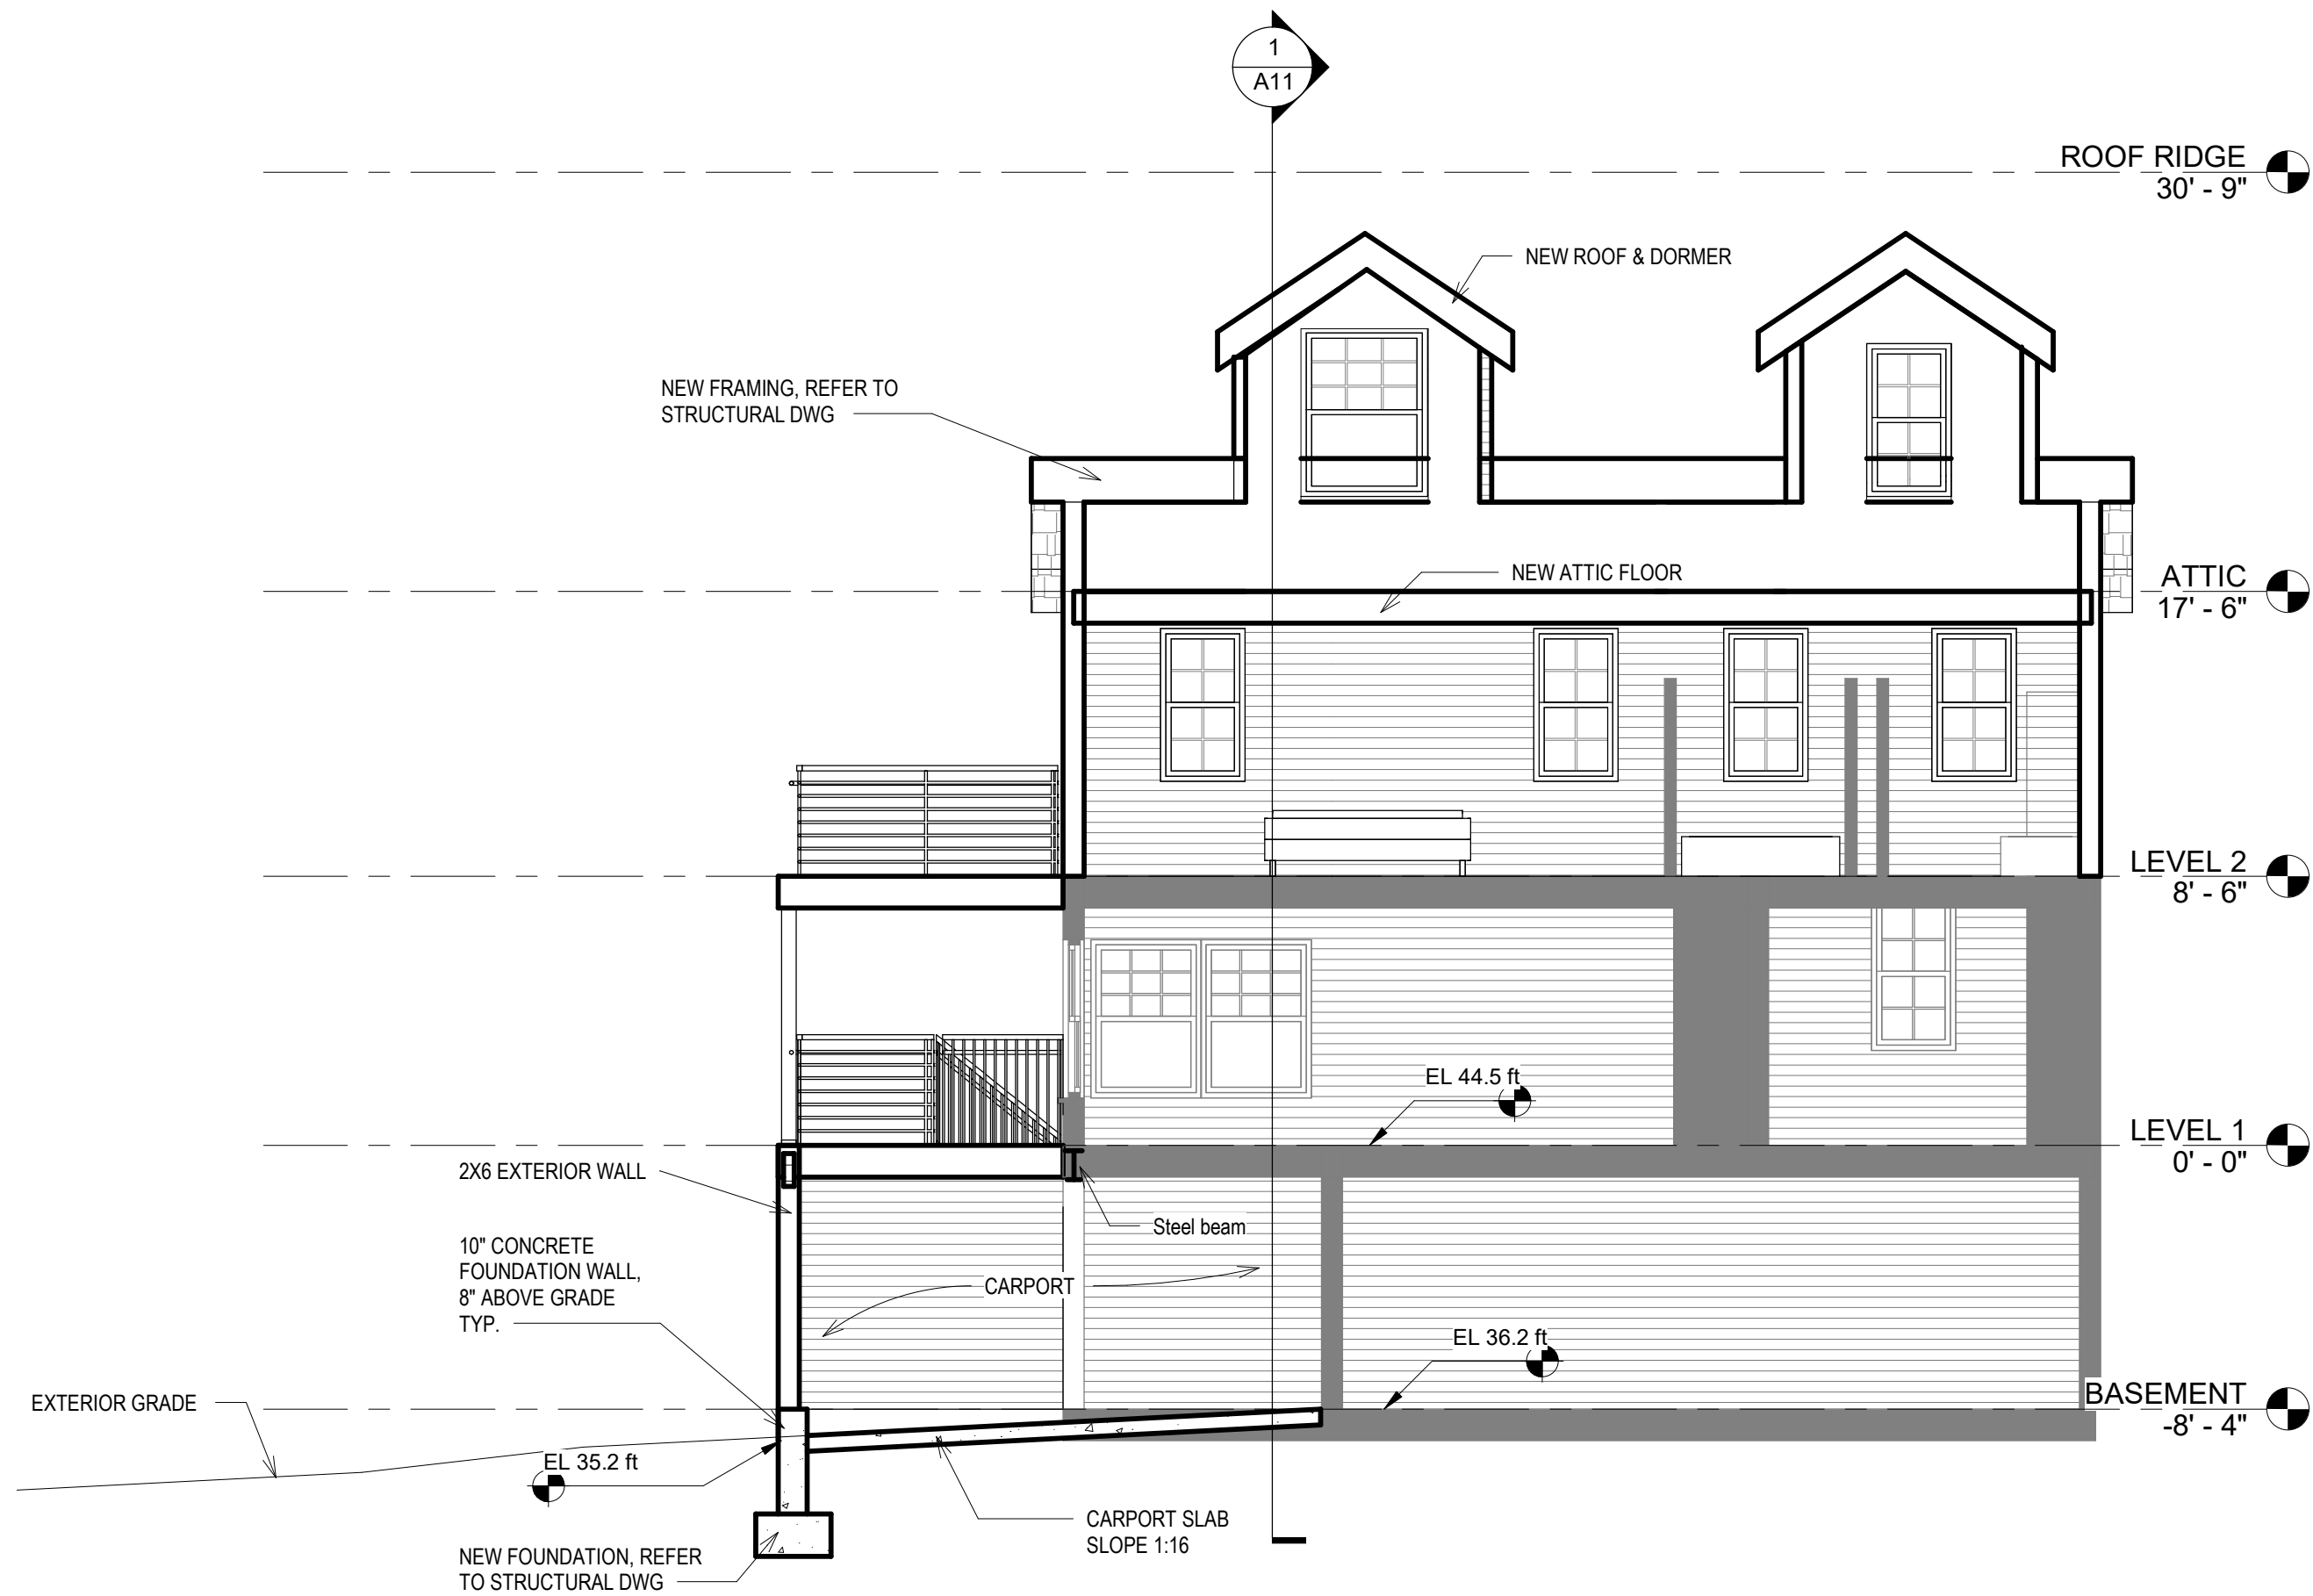 1
A11
ROOF RIDGE
30' - 9"
NEW ROOF & DORMER
NEW FRAMING, REFER TO
STRUCTURAL DWG
NEW ATTIC FLOOR
ATTIC
17' - 6"
LEVEL 2
8' - 6"
EL 44.5 ft
LEVEL 1
0' - 0"
2X6 EXTERIOR WALL
Steel beam
10" CONCRETE
FOUNDATION WALL,
8" ABOVE GRADE
TYP.
CARPORT
EL 36.2 ft
EXTERIOR GRADE
BASEMENT
-8' - 4"
EL 35.2 ft
CARPORT SLAB
SLOPE 1:16
NEW FOUNDATION, REFER
TO STRUCTURAL DWG